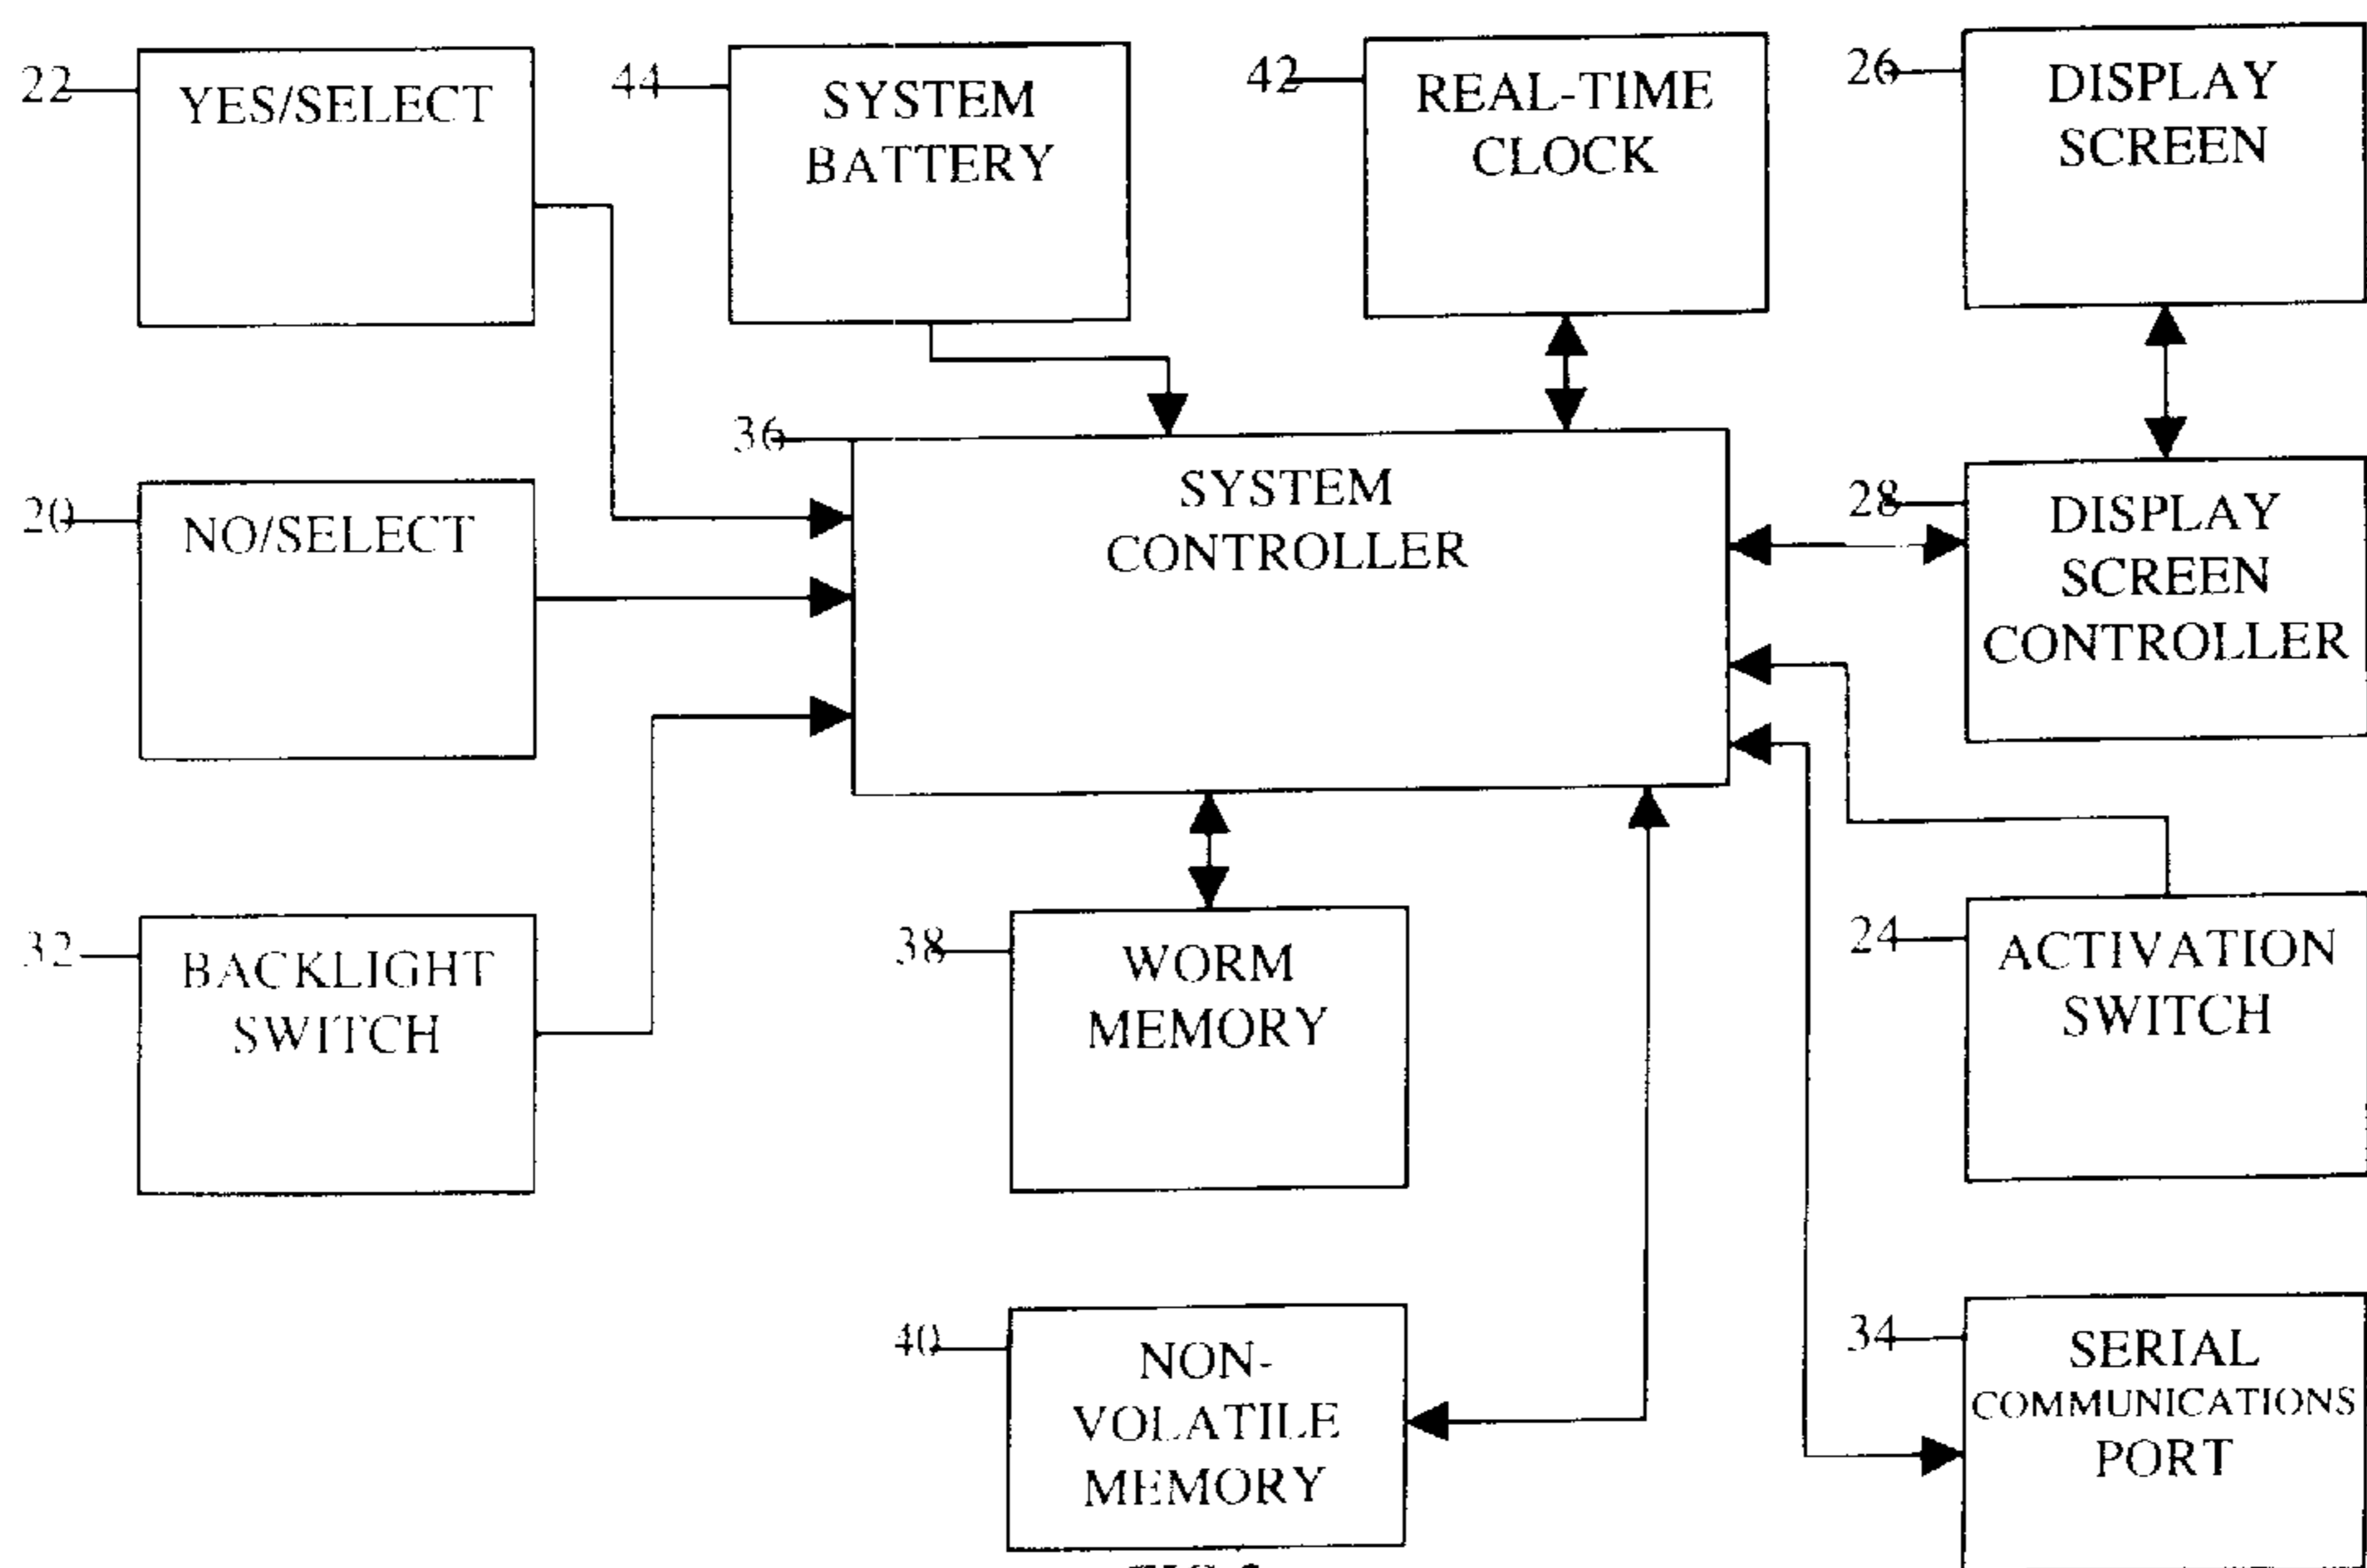 22
YES/SELECT
44
SYSTEM
BATTERY
42
REAL-TIME
CLOCK
26
DISPLAY
SCREEN
36
SYSTEM
CONTROLLER
20
NO/SELECT
28
DISPLAY
SCREEN
CONTROLLER
32
BACKLIGHT
SWITCH
38
WORM
MEMORY
24
ACTIVATION
SWITCH
40
NON-
VOLATILE
MEMORY
34
SERIAL
COMMUNICATIONS
PORT